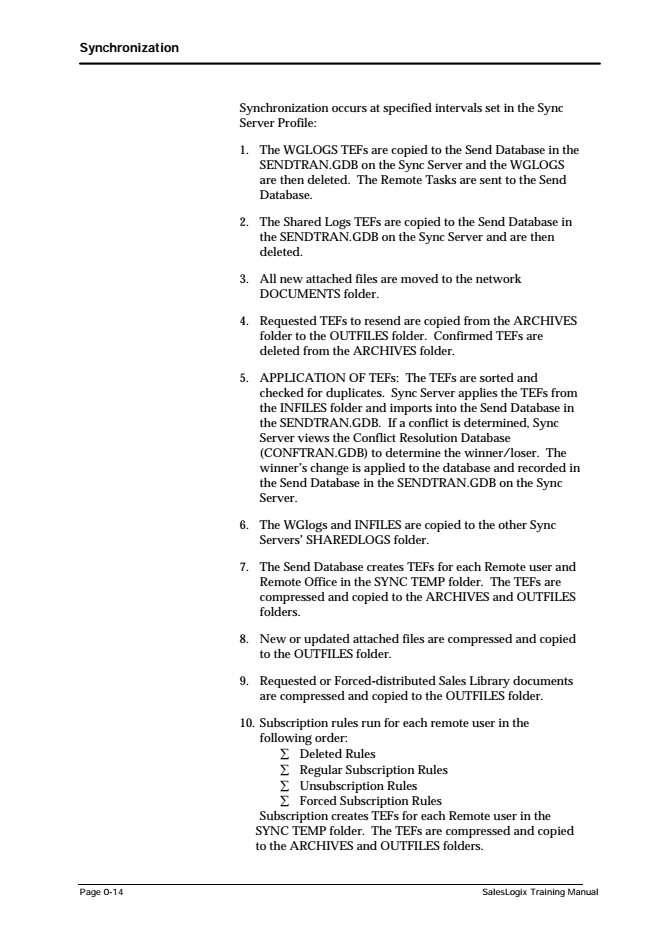 Synchronization
Synchronization occurs at specified intervals set in the Sync
Server Profile:
1. The WGLOGS TEFs are copied to the Send Database in the
SENDTRAN.GDB on the Sync Server and the WGLOGS
are then deleted. The Remote Tasks are sent to the Send
Database.
2. The Shared Logs TEFs are copied to the Send Database in
the SENDTRAN.GDB on the Sync Server and are then
deleted.
3. All new attached files are moved to the network
DOCUMENTS folder.
4. Requested TEFs to resend are copied from the ARCHIVES
folder to the OUTFILES folder. Confirmed TEFs are
deleted from the ARCHIVES folder.
5. APPLICATION OF TEFs: The TEFs are sorted and
checked for duplicates. Sync Server applies the TEFs from
the INFILES folder and imports into the Send Database in
the SENDTRAN.GDB. If a conflict is determined, Sync
Server views the Conflict Resolution Database
(CONFTRAN.GDB) to determine the winner/loser. The
winner's change is applied to the database and recorded in
the Send Database in the SENDTRAN.GDB on the Sync
Server.
6. The WGlogs and INFILES are copied to the other Sync
Servers' SHAREDLOGS folder.
7. The Send Database creates TEFs for each Remote user and
Remote Office in the SYNC TEMP folder. The TEFs are
compressed and copied to the ARCHIVES and OUTFILES
folders.
8. New or updated attached files are compressed and copied
to the OUTFILES folder.
9. Requested or Forced-distributed Sales Library documents
are compressed and copied to the OUTFILES folder.
10. Subscription rules run for each remote user in the
following order:
Σ Deleted Rules
Σ Regular Subscription Rules
Σ Unsubscription Rules
Σ Forced Subscription Rules
Subscription creates TEFs for each Remote user in the
SYNC TEMP folder. The TEFs are compressed and copied
to the ARCHIVES and OUTFILES folders.
Page 0-14 SalesLogix Training Manual